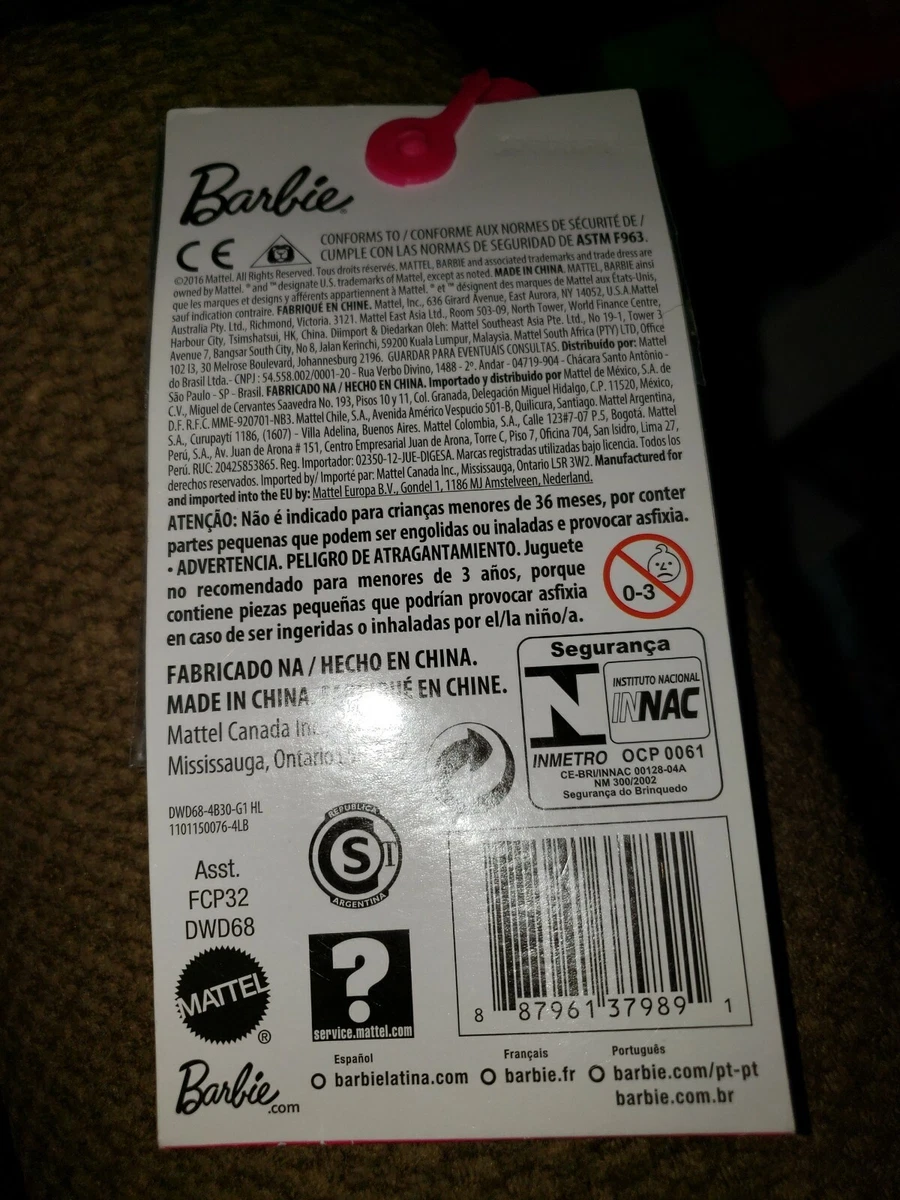 Barbie®
CE
CONFORMS TO / CONFORME AUX NORMES DE SÉCURITÉ DE /
CUMPLE CON LAS NORMAS DE SEGURIDAD DE ASTM F963.
©2016 Mattel. All Rights Reserved. Tous droits réservés. MATTEL, BARBIE and associated trademarks and trade dress are
owned by Mattel. ® and ™ designate U.S. trademarks of Mattel, except as noted. MADE IN CHINA. MATTEL, BARBIE ainsi
que les marques et designs y afférents appartiennent à Mattel. ® et ™ désignent des marques de Mattel aux États-Unis,
sauf indication contraire. FABRIQUÉ EN CHINE. Mattel, Inc., 636 Girard Avenue, East Aurora, NY 14052, U.S.A. Mattel
Australia Pty. Ltd., Richmond, Victoria. 3121. Mattel East Asia Ltd., Room 503-09, North Tower, World Finance Centre,
Harbour City, Tsimshatsui, HK, China. Diimport & Diedarkan Oleh: Mattel Southeast Asia Pte. Ltd., No 19-1, Tower 3
Avenue 7, Bangsar South City, No 8, Jalan Kerinchi, 59200 Kuala Lumpur, Malaysia. Mattel South Africa (PTY) LTD, Office
102 I3, 30 Melrose Boulevard, Johannesburg 2196. GUARDAR PARA EVENTUAIS CONSULTAS. Distribuido por: Mattel
do Brasil Ltda.- CNPJ : 54.558.002/0001-20 - Rua Verbo Divino, 1488 - 2º. Andar - 04719-904 - Chácara Santo Antônio -
São Paulo - SP - Brasil. FABRICADO NA / HECHO EN CHINA. Importado y distribuido por Mattel de México, S.A. de
C.V., Miguel de Cervantes Saavedra No. 193, Pisos 10 y 11, Col. Granada, Delegación Miguel Hidalgo, C.P. 11520, México,
D.F. R.F.C. MME-920701-NB3. Mattel Chile, S.A., Avenida Américo Vespucio 501-B, Quilicura, Santiago. Mattel Argentina,
S.A., Curupaytí 1186, (1607) - Villa Adelina, Buenos Aires. Mattel Colombia, S.A., Calle 123#7-07 P.5, Bogotá. Mattel
Perú, S.A., Av. Juan de Arona # 151, Centro Empresarial Juan de Arona, Torre C, Piso 7, Oficina 704, San Isidro, Lima 27,
Perú. RUC: 20425853865. Reg. Importador: 02350-12-JUE-DIGESA. Marcas registradas utilizadas bajo licencia. Todos los
derechos reservados. Imported by/ Importé par: Mattel Canada Inc., Mississauga, Ontario L5R 3W2. Manufactured for
and imported into the EU by: Mattel Europa B.V., Gondel 1, 1186 MJ Amstelveen, Nederland.
ATENÇÃO: Não é indicado para crianças menores de 36 meses, por conter
partes pequenas que podem ser engolidas ou inaladas e provocar asfixia.
• ADVERTENCIA. PELIGRO DE ATRAGANTAMIENTO. Juguete
no recomendado para menores de 3 años, porque
contiene piezas pequeñas que podrían provocar asfixia
en caso de ser ingeridas o inhaladas por el/la niño/a.
0-3
FABRICADO NA / HECHO EN CHINA.
MADE IN CHINA. EN CHINE.
Mattel Canada
Mississauga, Ontario
Segurança
INSTITUTO NACIONAL
INNAC
INMETRO OCP 0061
CE-BRI/INNAC 00128-04A
NM 300/2002
Segurança do Brinquedo
DWD68-4B30-G1 HL
1101150076-4LB
REPUBLICA
S
ARGENTINA
Asst.
FCP32
DWD68
MATTEL®
?
service.mattel.com
8 87961 37989 1
Barbie.com
Español
barbielatina.com
Français
barbie.fr
Português
barbie.com/pt-pt
barbie.com.br